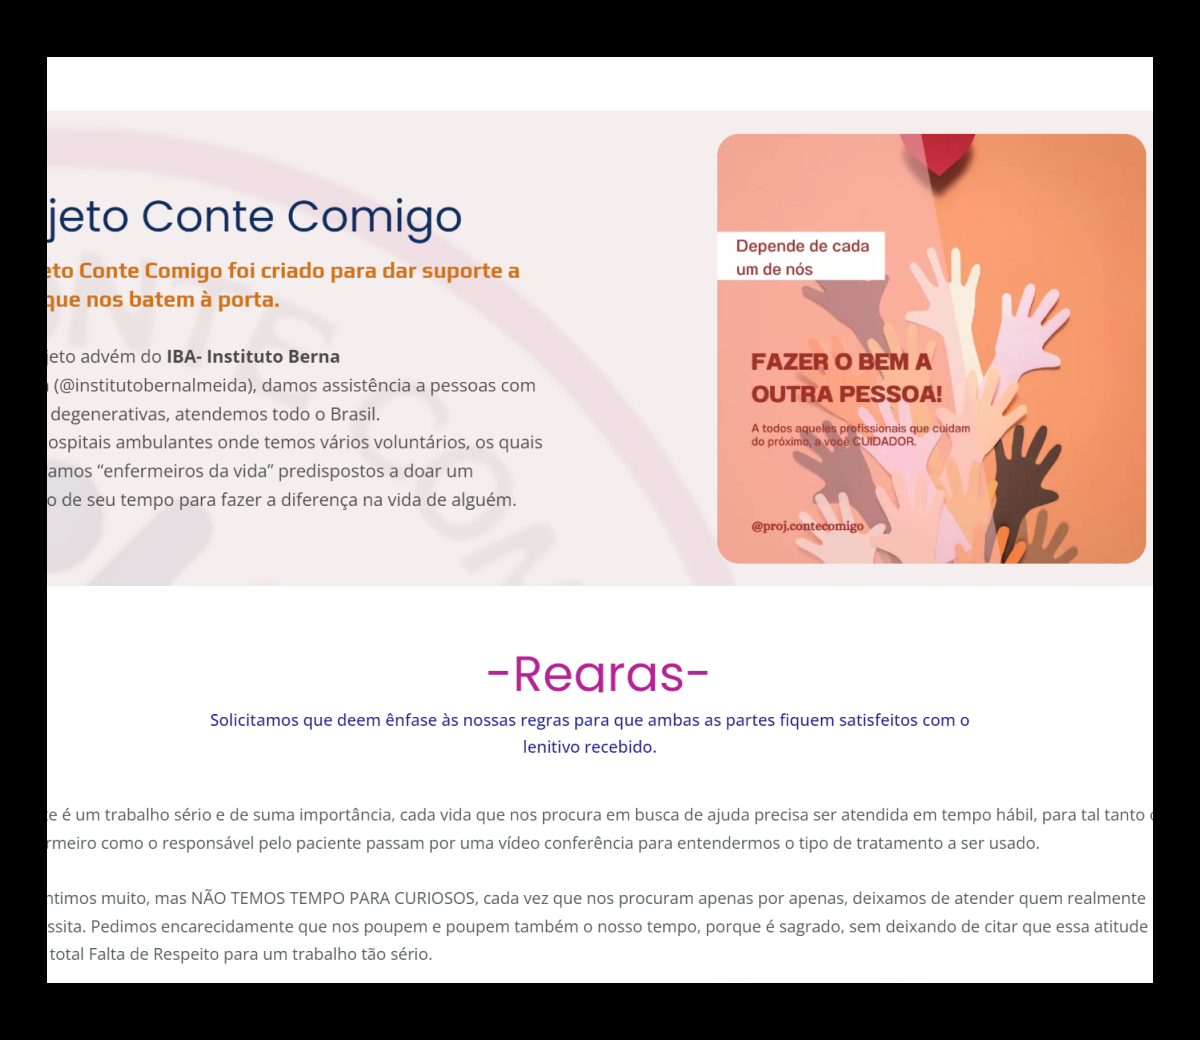 jeto Conte Comigo
eto Conte Comigo foi criado para dar suporte a
que nos batem à porta.
jeto advém do IBA- Instituto Berna
(@institutobernalmeida), damos assistência a pessoas com
degenerativas, atendemos todo o Brasil.
ospitais ambulantes onde temos vários voluntários, os quais
amos “enfermeiros da vida” predispostos a doar um
o de seu tempo para fazer a diferença na vida de alguém.
Depende de cada
um de nós
FAZER O BEM A
OUTRA PESSOA!
A todos aqueles profissionais que cuidam
do próximo, a você CUIDADOR.
@proj.contecomigo
-Regras-
Solicitamos que deem ênfase às nossas regras para que ambas as partes fiquem satisfeitos com o
lenitivo recebido.
te é um trabalho sério e de suma importância, cada vida que nos procura em busca de ajuda precisa ser atendida em tempo hábil, para tal tanto
rmeiro como o responsável pelo paciente passam por uma vídeo conferência para entendermos o tipo de tratamento a ser usado.
ntimos muito, mas NÃO TEMOS TEMPO PARA CURIOSOS, cada vez que nos procuram apenas por apenas, deixamos de atender quem realmente
ssita. Pedimos encarecidamente que nos poupem e poupem também o nosso tempo, porque é sagrado, sem deixando de citar que essa atitude
total Falta de Respeito para um trabalho tão sério.